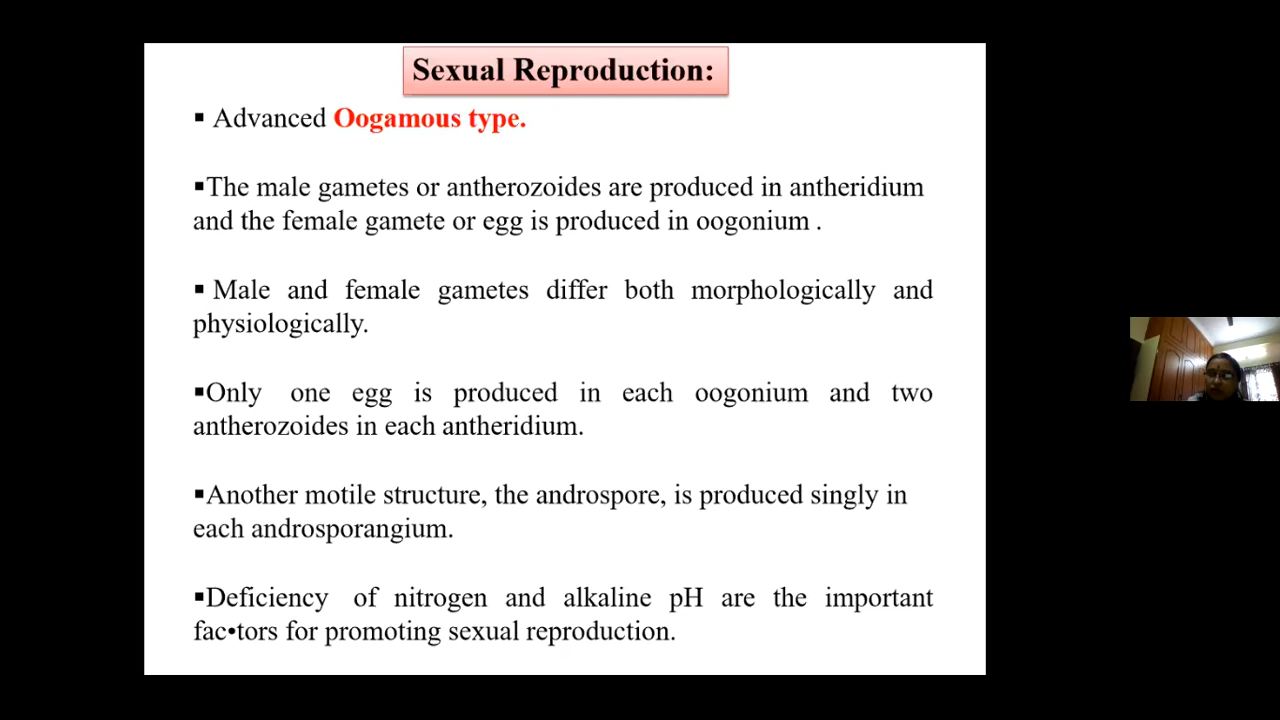 Sexual Reproduction:
▪ Advanced Oogamous type.
▪The male gametes or antherozoides are produced in antheridium
and the female gamete or egg is produced in oogonium .
▪ Male and female gametes differ both morphologically and
physiologically.
▪Only one egg is produced in each oogonium and two
antherozoides in each antheridium.
▪Another motile structure, the androspore, is produced singly in
each androsporangium.
▪Deficiency of nitrogen and alkaline pH are the important
fac•tors for promoting sexual reproduction.